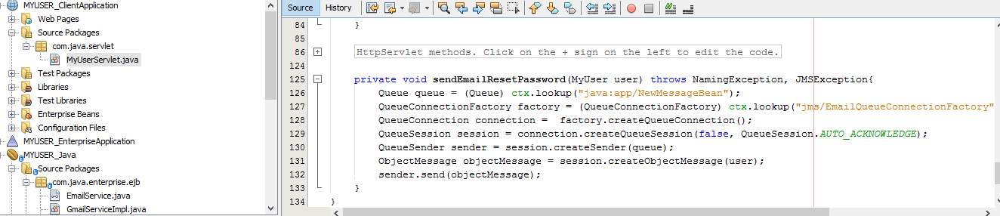 MYUSER_ClientApplication
Web Pages
Source Packages
com.java.servlet
MyUserServlet.java
Test Packages
Libraries
Test Libraries
Enterprise Beans
Configuration Files
MYUSER_EnterpriseApplication
MYUSER_Java
Source Packages
com.java.enterprise.ejb
EmailService.java
GmailServiceImpl.java
Source History
84 }
85
86 HttpServlet methods. Click on the + sign on the left to edit the code.
124
125 private void sendEmailResetPassword(MyUser user) throws NamingException, JMSException{
126 Queue queue = (Queue) ctx.lookup("java:app/NewMessageBean");
127 QueueConnectionFactory factory = (QueueConnectionFactory) ctx.lookup("jms/EmailQueueConnectionFactory"
128 QueueConnection connection =  factory.createQueueConnection();
129 QueueSession session = connection.createQueueSession(false, QueueSession.AUTO_ACKNOWLEDGE);
130 QueueSender sender = session.createSender(queue);
131 ObjectMessage objectMessage = session.createObjectMessage(user);
132 sender.send(objectMessage);
133 }
134 }